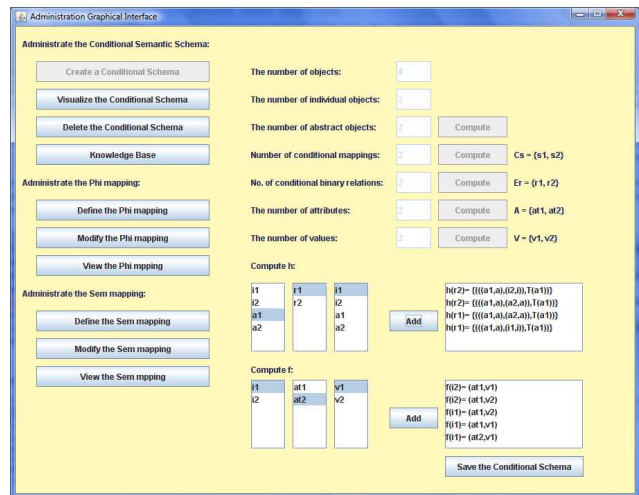 Administration Graphical Interface
Administrate the Conditional Semantic Schema:
Create a Conditional Schema
The number of objects:
4
Visualize the Conditional Schema
The number of individual objects:
2
Delete the Conditional Schema
The number of abstract objects:
2
Compute
Knowledge Base
Number of conditional mappings:
2
Compute
Cs = {s1, s2}
Administrate the Phi mapping:
No. of conditional binary relations:
2
Compute
Er = {r1, r2}
Define the Phi mapping
The number of attributes:
2
Compute
A = {at1, at2}
Modify the Phi mapping
The number of values:
2
Compute
V = {v1, v2}
View the Phi mpping
Compute h:
Administrate the Sem mapping:
Define the Sem mapping
Modify the Sem mapping
View the Sem mpping
i1
i2
a1
a2
r1
r2
i1
i2
a1
a2
Add
h(r2)= {(((a1,a),(i2,i)),T(a1))}
h(r2)= {(((a1,a),(a2,a)),T(a1))}
h(r1)= {(((a1,a),(a2,a)),T(a1))}
h(r1)= {(((a1,a),(i1,i)),T(a1))}
Compute f:
i1
i2
at1
at2
v1
v2
Add
f(i2)= (at1,v1)
f(i2)= (at1,v2)
f(i1)= (at1,v2)
f(i1)= (at1,v1)
f(i1)= (at2,v1)
Save the Conditional Schema